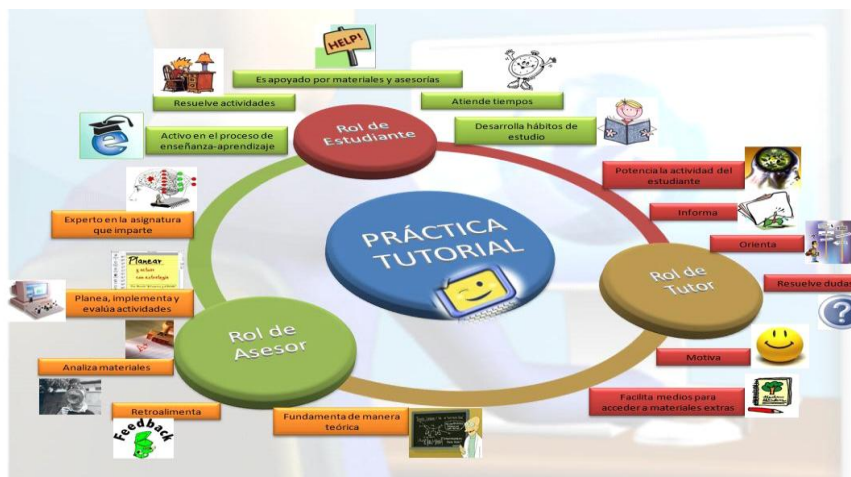 HELP!
Es apoyado por materiales y asesorías
Resuelve actividades
Atiende tiempos
Activo en el proceso de
enseñanza-aprendizaje
Rol de
Estudiante
Desarrolla hábitos de
estudio
Potencia la actividad del
estudiante
Informa
Orienta
Rol de
Tutor
Resuelve dudas
?
Motiva
Facilita medios para
acceder a materiales extras
PRÁCTICA
TUTORIAL
Experto en la asignatura
que imparte
Planear
Planea, implementa y
evalúa actividades
Rol de
Asesor
Analiza materiales
Retroalimenta
Feedback
Fundamenta de manera
teórica